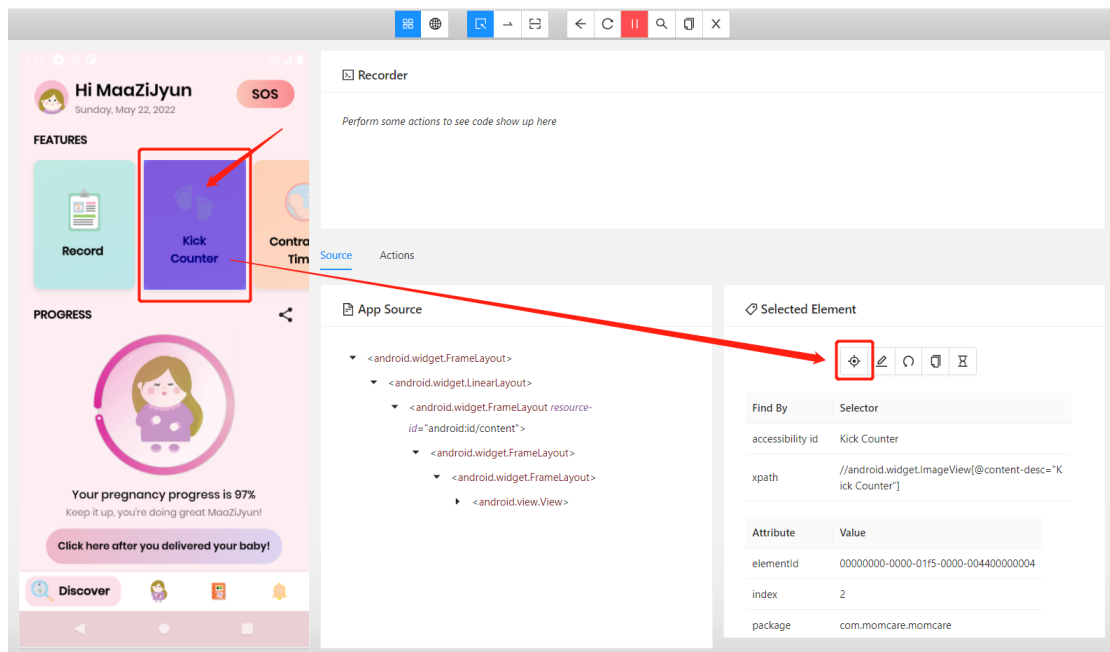 Hi MaaZiJyun
Sunday, May 22, 2022
SOS
FEATURES
Record
Kick
Counter
Contra
Tim
PROGRESS
Your pregnancy progress is 97%
Keep it up, you're doing great MaaZiJyun!
Click here after you delivered your baby!
Discover
Recorder
Perform some actions to see code show up here
Source
Actions
App Source
<android.widget.FrameLayout>
<android.widget.LinearLayout>
<android.widget.FrameLayout resource-
id="android:id/content">
<android.widget.FrameLayout>
<android.widget.FrameLayout>
<android.view.View>
Selected Element
Find By Selector
accessibility id Kick Counter
xpath //android.widget.ImageView[@content-desc="K
ick Counter"]
Attribute Value
elementId 00000000-0000-01f5-0000-004400000004
index 2
package com.momcare.momcare